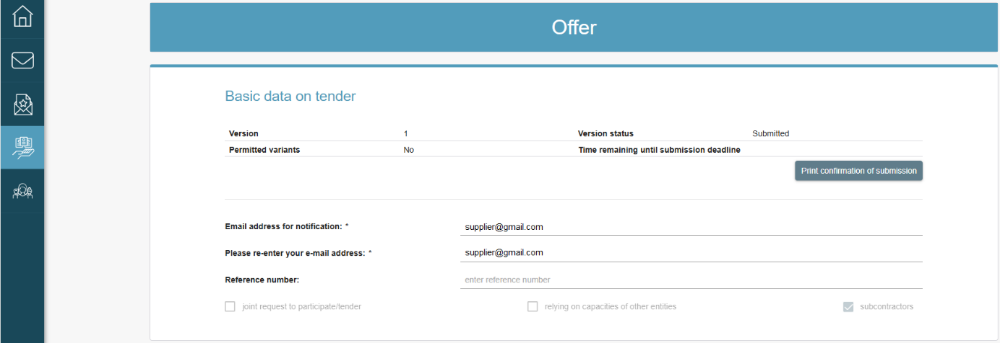 Offer
Basic data on tender
Version 1 Version status Submitted
Permitted variants No Time remaining until submission deadline
Print confirmation of submission
Email address for notification: * supplier@gmail.com
Please re-enter your e-mail address: * supplier@gmail.com
Reference number: enter reference number
joint request to participate/tender relying on capacities of other entities subcontractors